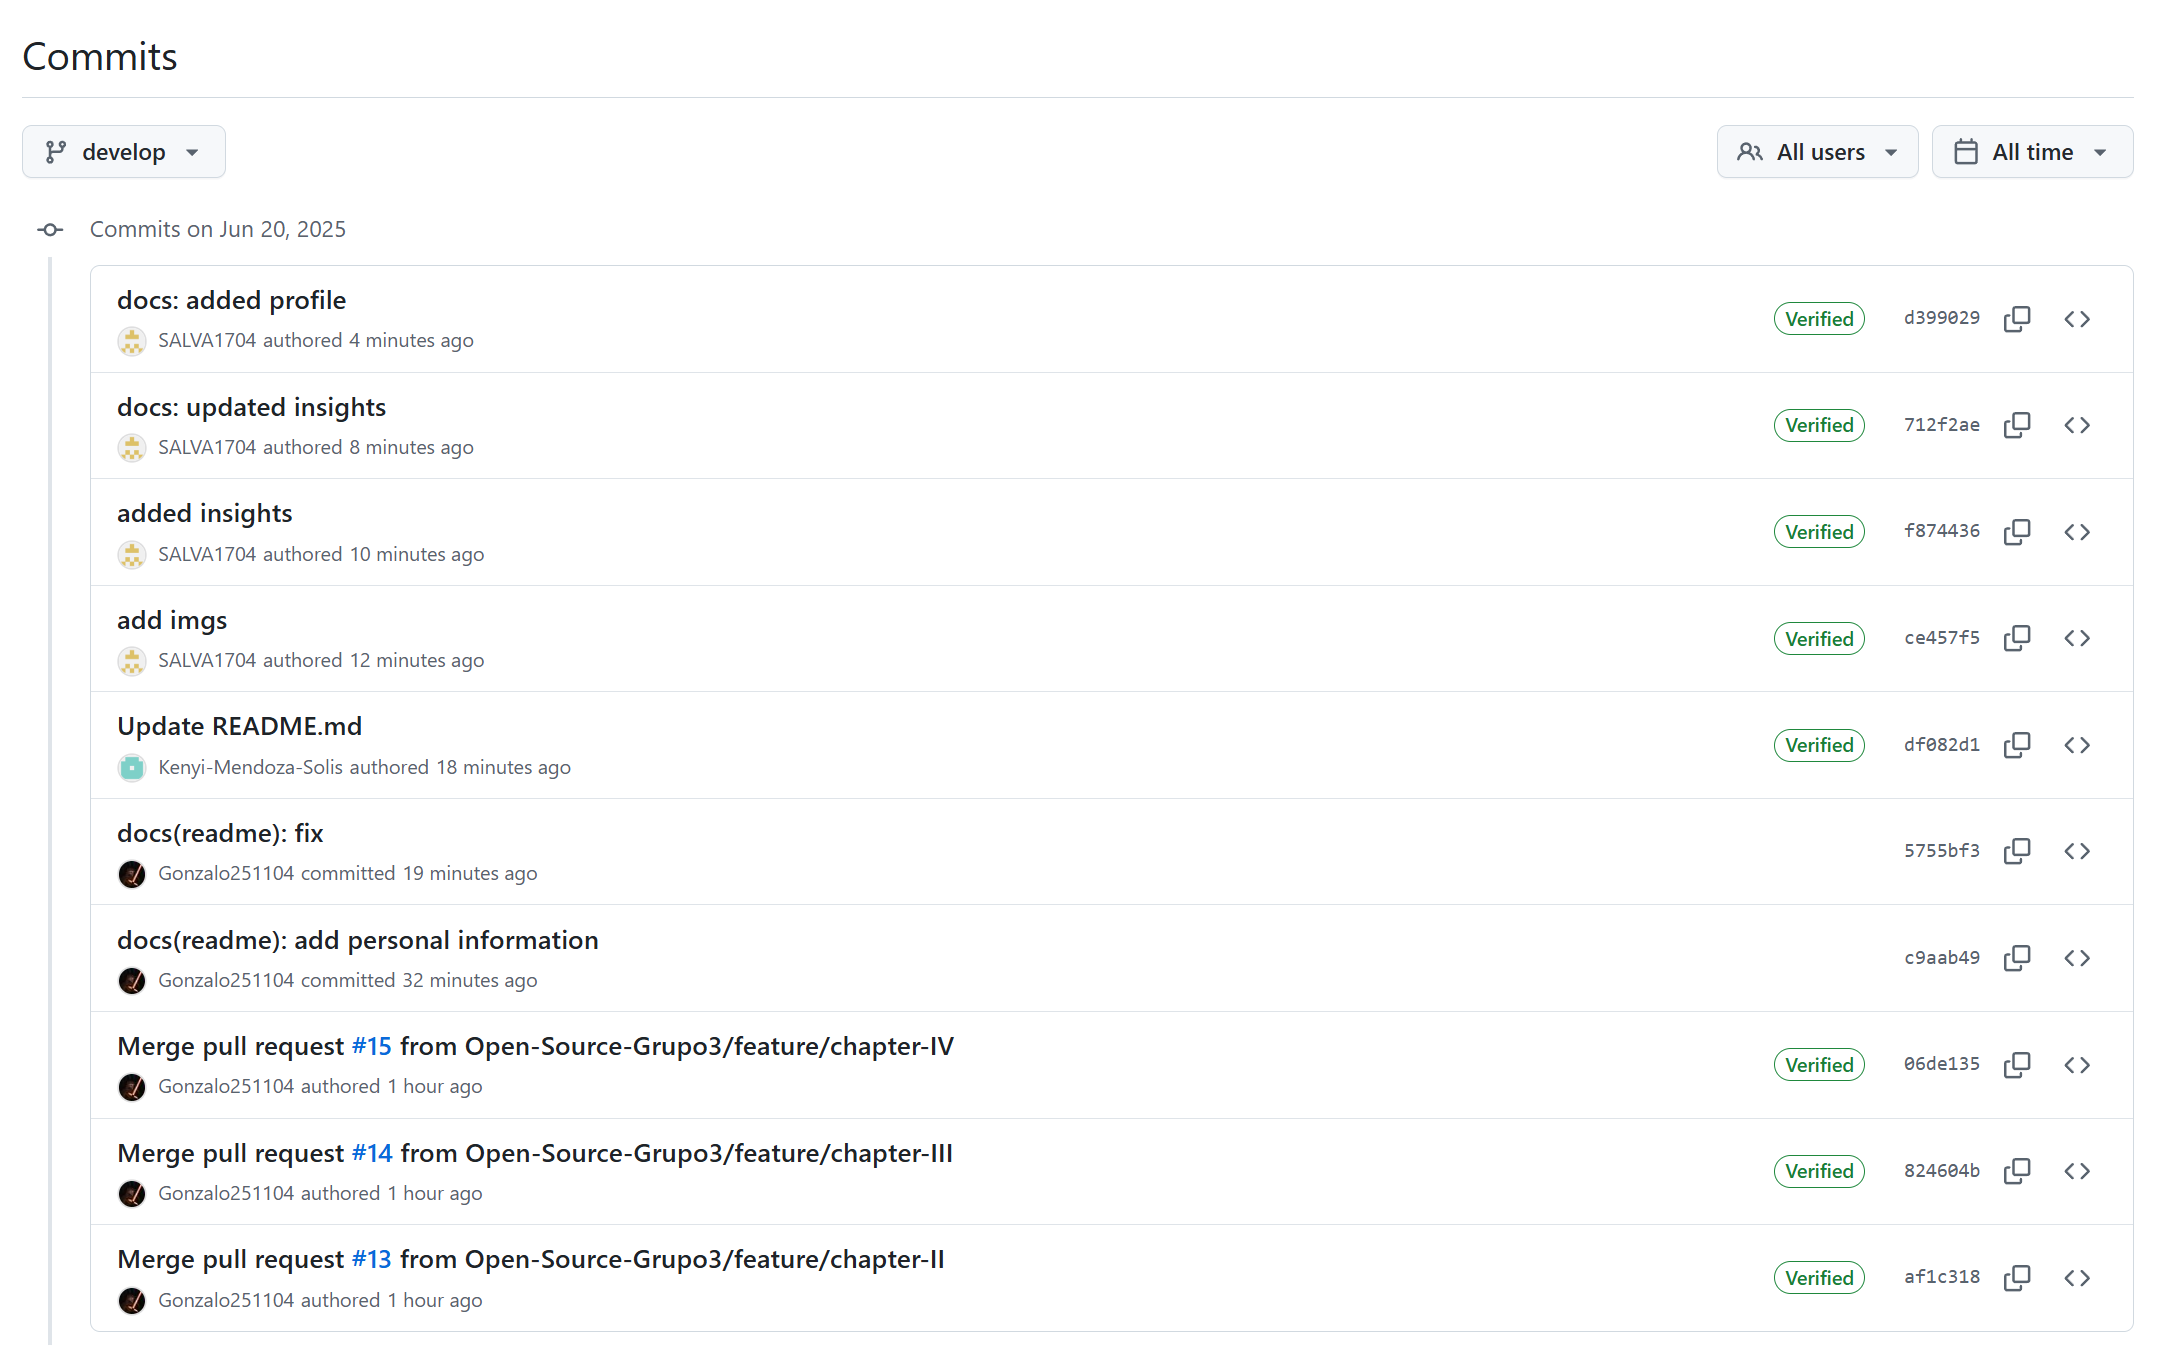 Commits
develop
All users
All time
Commits on Jun 20, 2025
docs: added profile
SALVA1704 authored 4 minutes ago
Verified
d399029
docs: updated insights
SALVA1704 authored 8 minutes ago
Verified
712f2ae
added insights
SALVA1704 authored 10 minutes ago
Verified
f874436
add imgs
SALVA1704 authored 12 minutes ago
Verified
ce457f5
Update README.md
Kenyi-Mendoza-Solis authored 18 minutes ago
Verified
df082d1
docs(readme): fix
Gonzalo251104 committed 19 minutes ago
5755bf3
docs(readme): add personal information
Gonzalo251104 committed 32 minutes ago
c9aab49
Merge pull request #15 from Open-Source-Grupo3/feature/chapter-IV
Gonzalo251104 authored 1 hour ago
Verified
06de135
Merge pull request #14 from Open-Source-Grupo3/feature/chapter-III
Gonzalo251104 authored 1 hour ago
Verified
824604b
Merge pull request #13 from Open-Source-Grupo3/feature/chapter-II
Gonzalo251104 authored 1 hour ago
Verified
af1c318